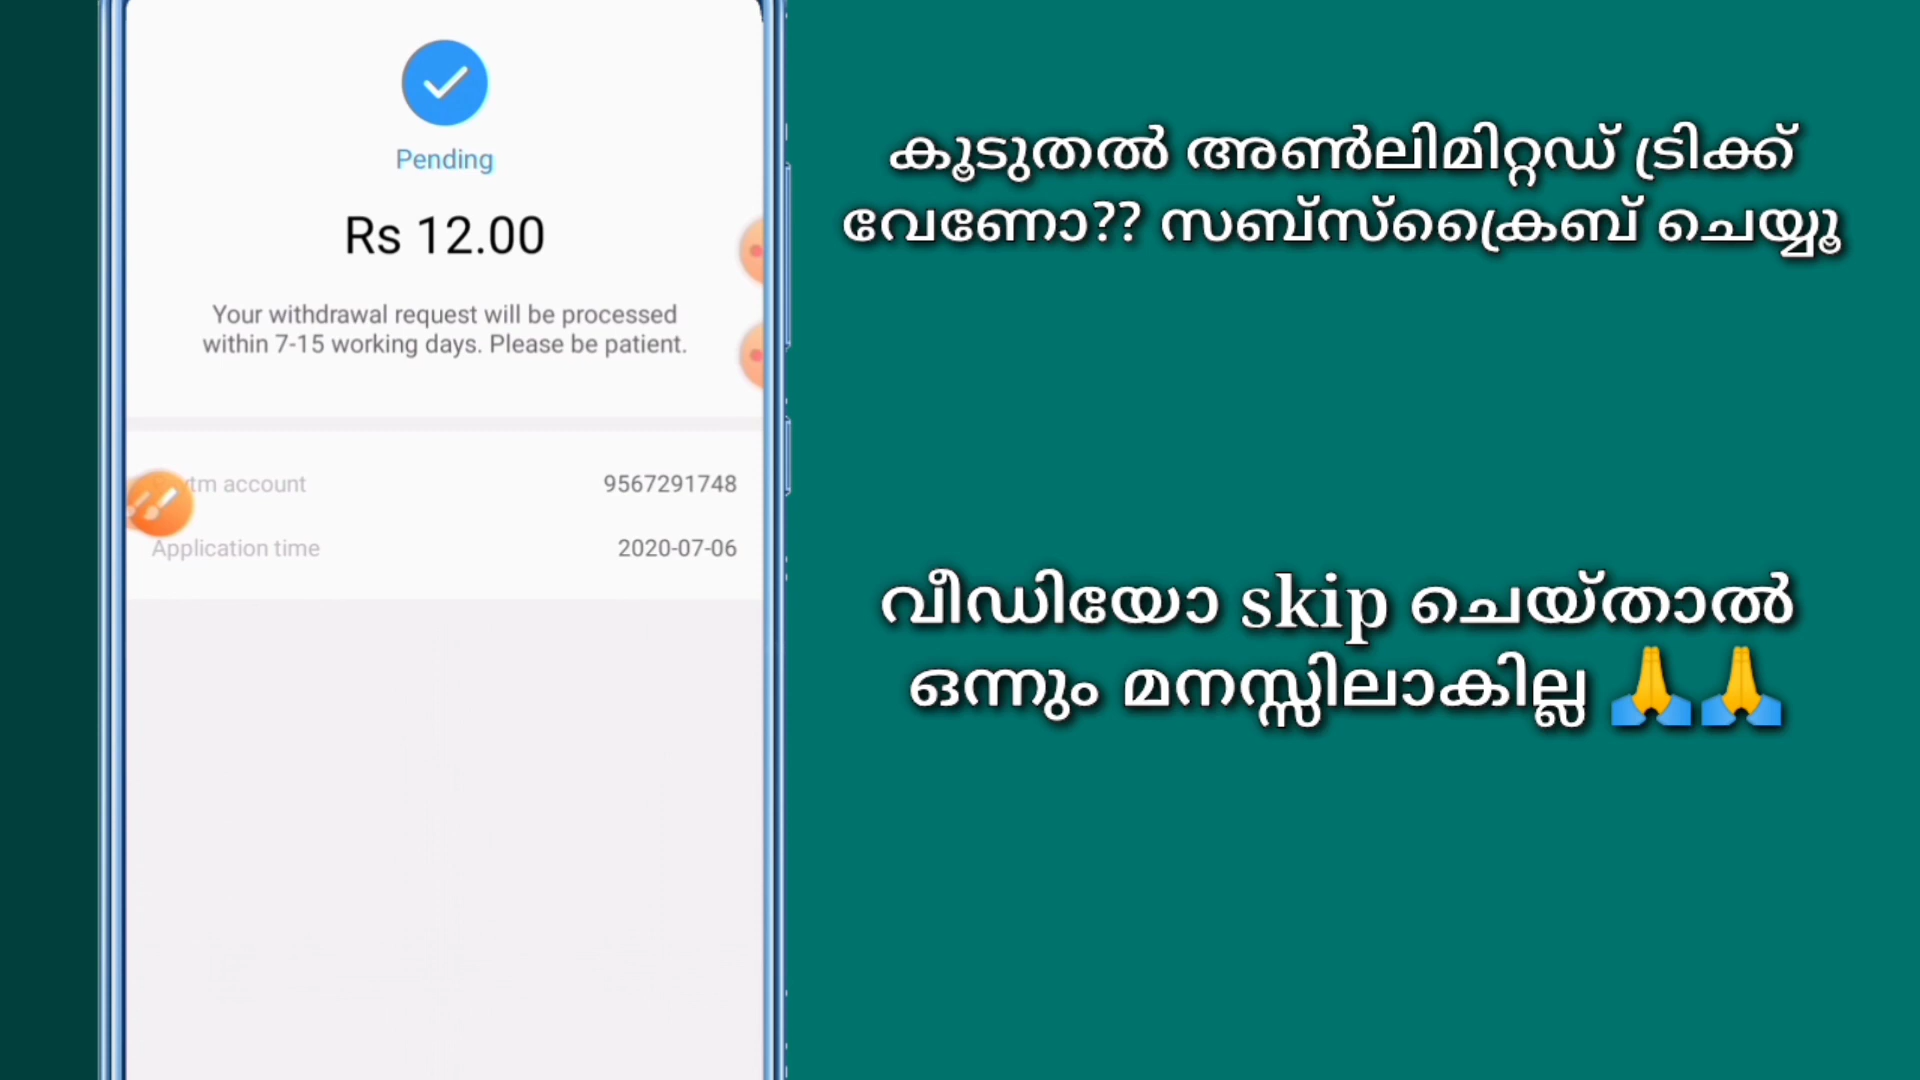 Pending
Rs 12.00
Your withdrawal request will be processed
within 7-15 working days. Please be patient.
account 9567291748
Application time 2020-07-06
കൂടുതൽ അൺലിമിറ്റഡ് ട്രിക്ക്
വേണോ?? സബ്സ്ക്രൈബ് ചെയ്യൂ
വീഡിയോ skip ചെയ്താൽ
ഒന്നും മനസ്സിലാകില്ല 🙏🙏